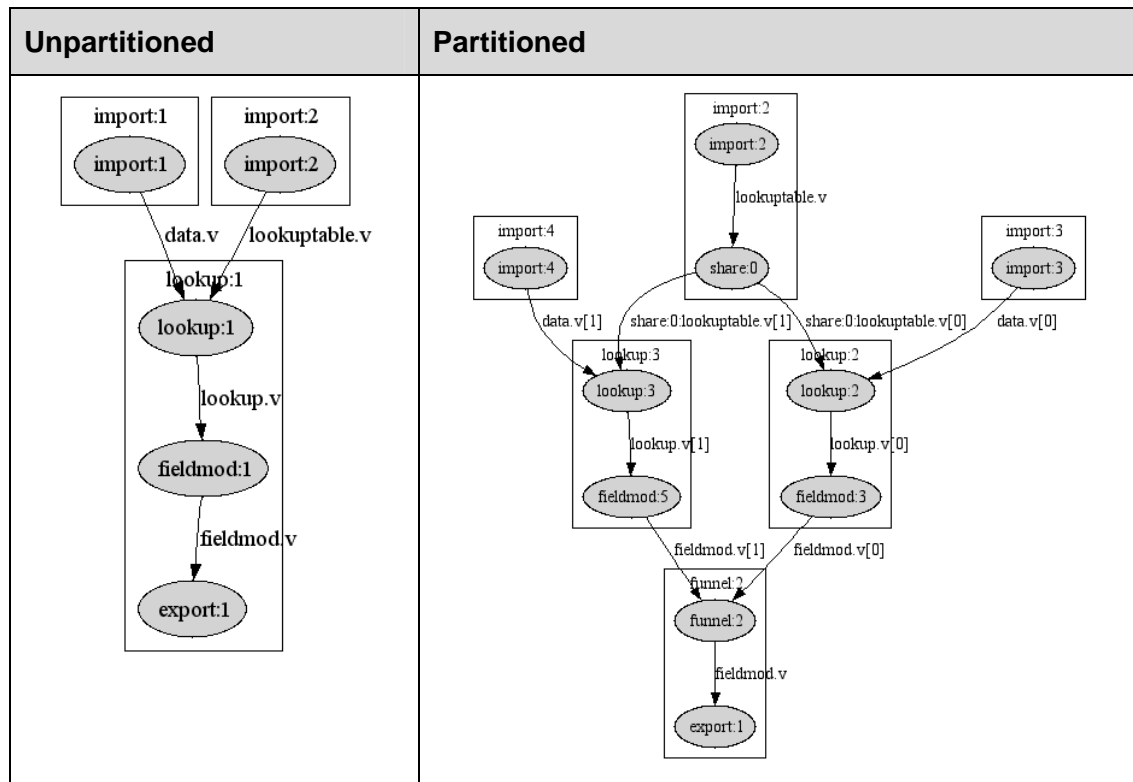 Unpartitioned
Partitioned
import:1
import:2
import:1
import:2
data.v
lookuptable.v
lookup:1
lookup:1
lookup.v
fieldmod:1
fieldmod.v
export:1
import:2
import:2
lookuptable.v
import:4
import:3
import:4
share:0
import:3
data.v[1]
share:0:lookuptable.v[1]
share:0:lookuptable.v[0]
data.v[0]
lookup:3
lookup:2
lookup:3
lookup:2
lookup.v[1]
lookup.v[0]
fieldmod:5
fieldmod:3
fieldmod.v[1]
fieldmod.v[0]
funnel:2
funnel:2
fieldmod.v
export:1